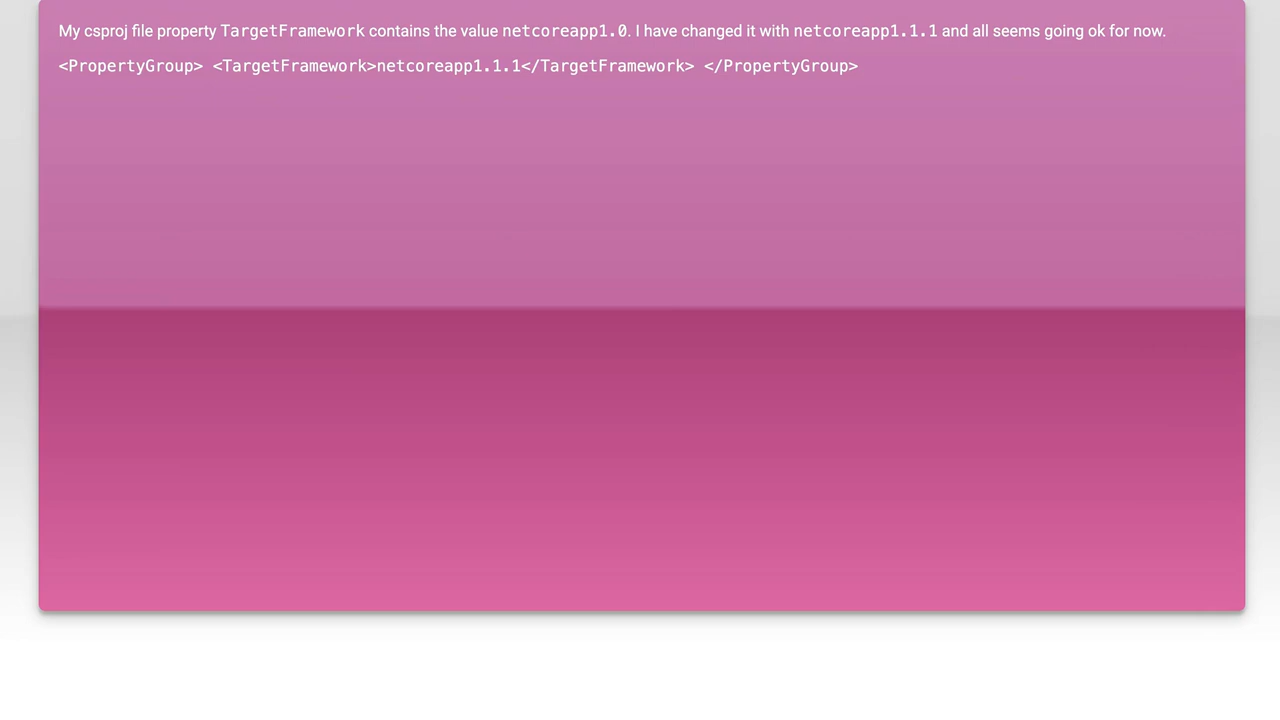 My csproj file property TargetFramework contains the value netcoreapp1.0. I have changed it with netcoreapp1.1.1 and all seems going ok for now.
<PropertyGroup> <TargetFramework>netcoreapp1.1.1</TargetFramework> </PropertyGroup>